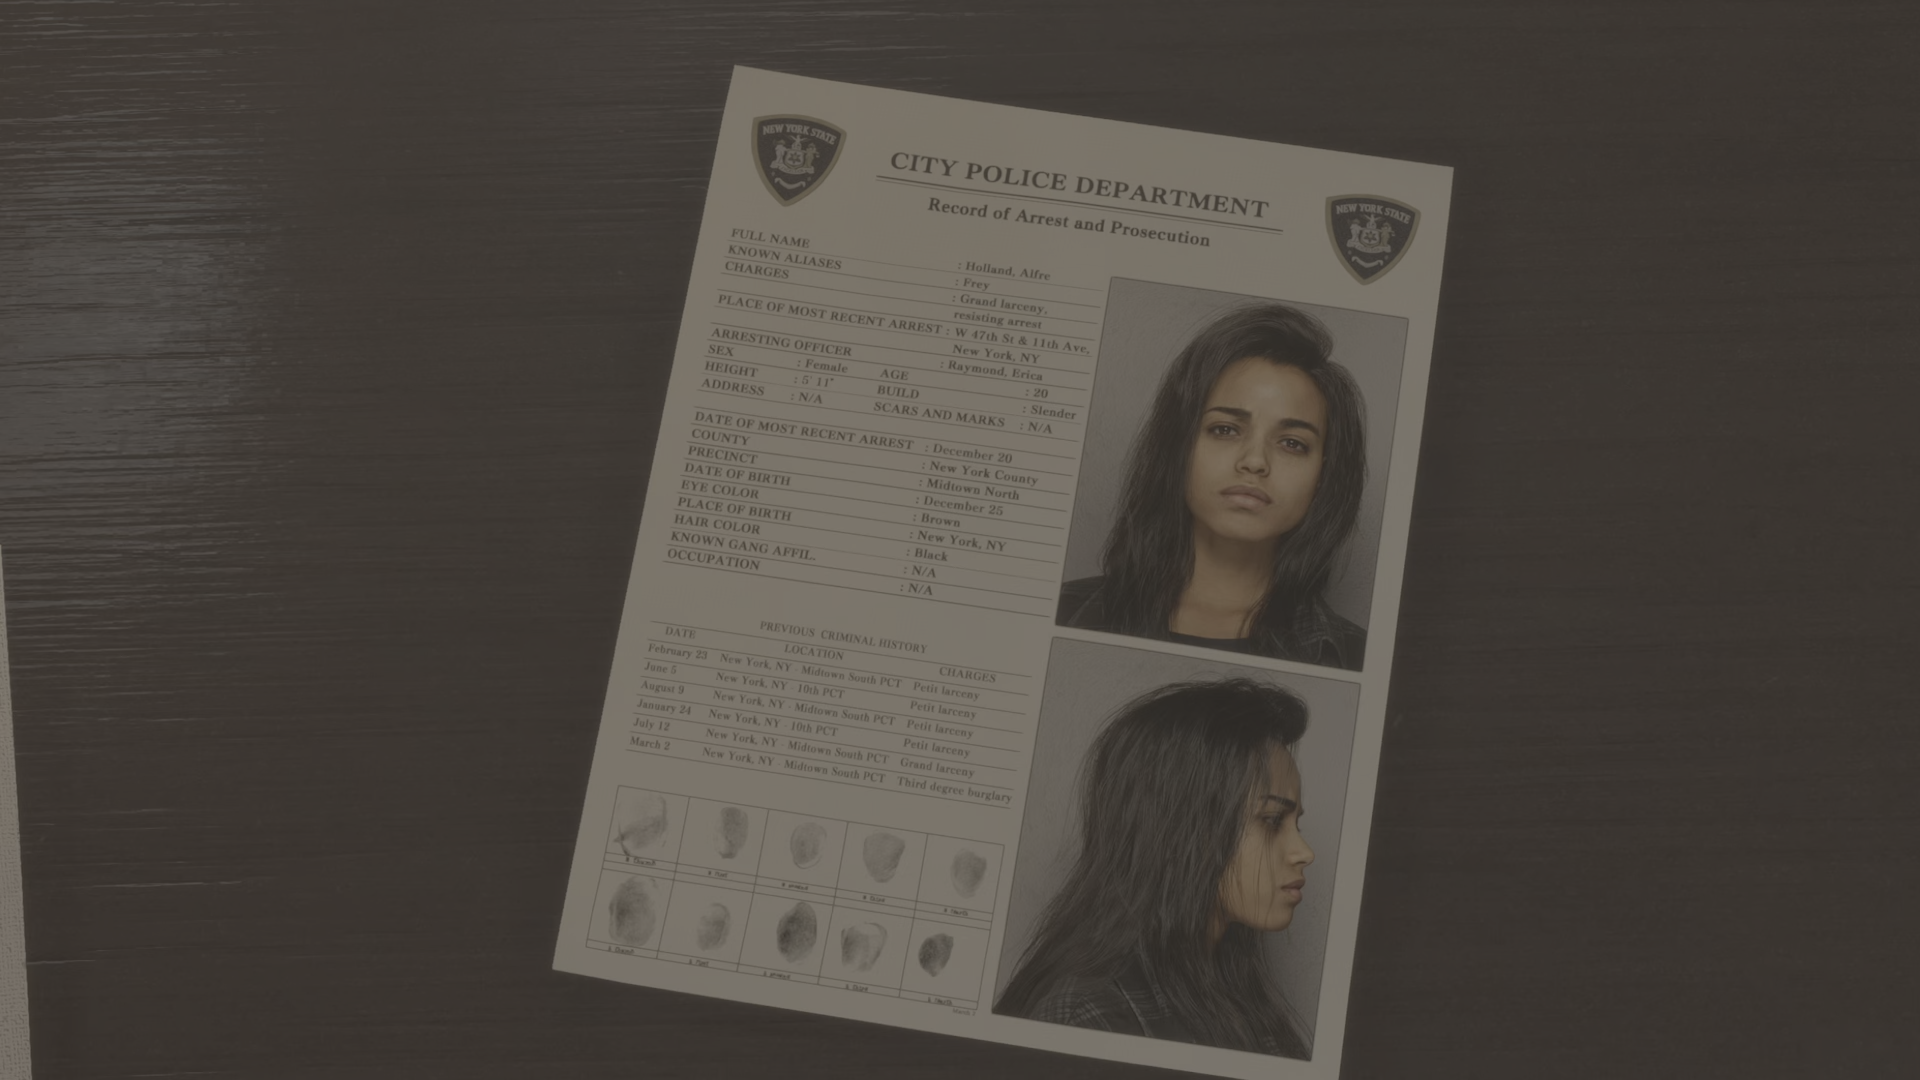 NEW YORK STATE
CITY POLICE DEPARTMENT
NEW YORK STATE
Record of Arrest and Prosecution
FULL NAME : Holland, Alfre
KNOWN ALIASES : Frey
CHARGES : Grand larceny,
resisting arrest
PLACE OF MOST RECENT ARREST : W 47th St & 11th Ave,
New York, NY
ARRESTING OFFICER : Raymond, Erica
SEX : Female AGE : 20
HEIGHT : 5' 11" BUILD : Slender
ADDRESS : N/A SCARS AND MARKS : N/A
DATE OF MOST RECENT ARREST : December 20
COUNTY : New York County
PRECINCT : Midtown North
DATE OF BIRTH : December 25
EYE COLOR : Brown
PLACE OF BIRTH : New York, NY
HAIR COLOR : Black
KNOWN GANG AFFIL. : N/A
OCCUPATION : N/A
PREVIOUS CRIMINAL HISTORY
DATE LOCATION CHARGES
February 23 New York, NY - Midtown South PCT Petit larceny
June 5 New York, NY - 10th PCT Petit larceny
August 9 New York, NY - Midtown South PCT Petit larceny
January 24 New York, NY - 10th PCT Petit larceny
July 12 New York, NY - Midtown South PCT Grand larceny
March 2 New York, NY - Midtown South PCT Third degree burglary